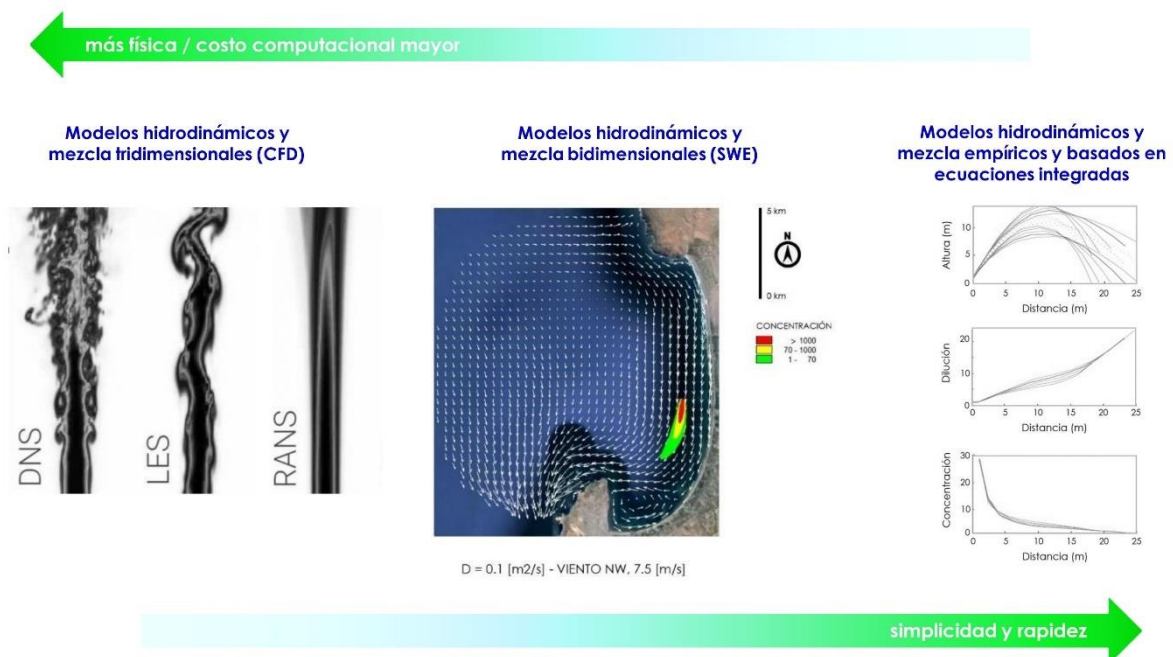 más física / costo computacional mayor
Modelos hidrodinámicos y
mezcla tridimensionales (CFD)
DNS
LES
RANS
Modelos hidrodinámicos y
mezcla bidimensionales (SWE)
5 km
N
0 km
CONCENTRACIÓN
> 1000
70 - 1000
1 - 70
D = 0.1 [m2/s] - VIENTO NW, 7.5 [m/s]
Modelos hidrodinámicos y
mezcla empíricos y basados en
ecuaciones integradas
Altura (m)
10
5
0
0 5 10 15 20 25
Distancia (m)
Dilución
20
10
0
0 5 10 15 20 25
Distancia (m)
Concentración
30
20
10
0
0 5 10 15 20 25
Distancia (m)
simplicidad y rapidez